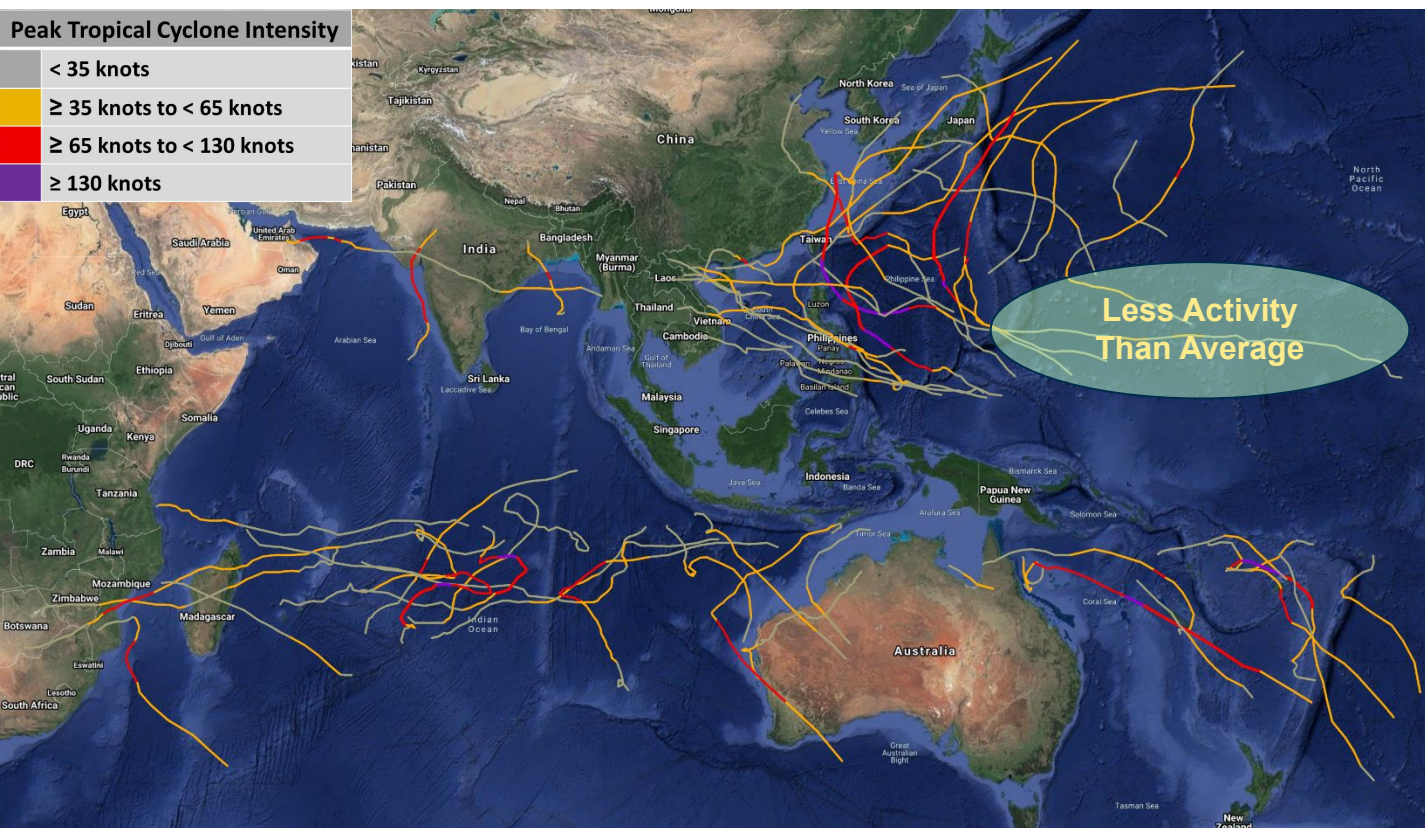 Peak Tropical Cyclone Intensity
< 35 knots
≥ 35 knots to < 65 knots
≥ 65 knots to < 130 knots
≥ 130 knots
Kyrgyzstan
Tajikistan
Pakistan
Nepal
Bhutan
India
Bangladesh
Myanmar
(Burma)
China
North Korea
Sea of Japan
South Korea
Japan
Yellow Sea
East China Sea
Taiwan
North
Pacific
Ocean
Egypt
Saudi Arabia
United Arab
Emirates
Oman
Red Sea
Sudan
Eritrea
Yemen
Gulf of Aden
Djibouti
Arabian Sea
Bay of Bengal
Laos
Thailand
Vietnam
Cambodia
Andaman Sea
Gulf of
Thailand
South
China Sea
Luzon
Philippine Sea
Philippines
Panay
Negros
Palawan
Mindanao
Basilan Island
Less Activity
Than Average
South Sudan
Ethiopia
Somalia
Sri Lanka
Laccadive Sea
Malaysia
Celebes Sea
Singapore
Uganda
Kenya
DRC
Rwanda
Burundi
Tanzania
Indonesia
Java Sea
Banda Sea
Bismarck Sea
Papua New
Guinea
Arafura Sea
Solomon Sea
Timor Sea
Zambia
Malawi
Mozambique
Zimbabwe
Botswana
Madagascar
Indian
Ocean
Coral Sea
Australia
Eswatini
Lesotho
South Africa
Great
Australian
Bight
Tasman Sea
New
Zealand